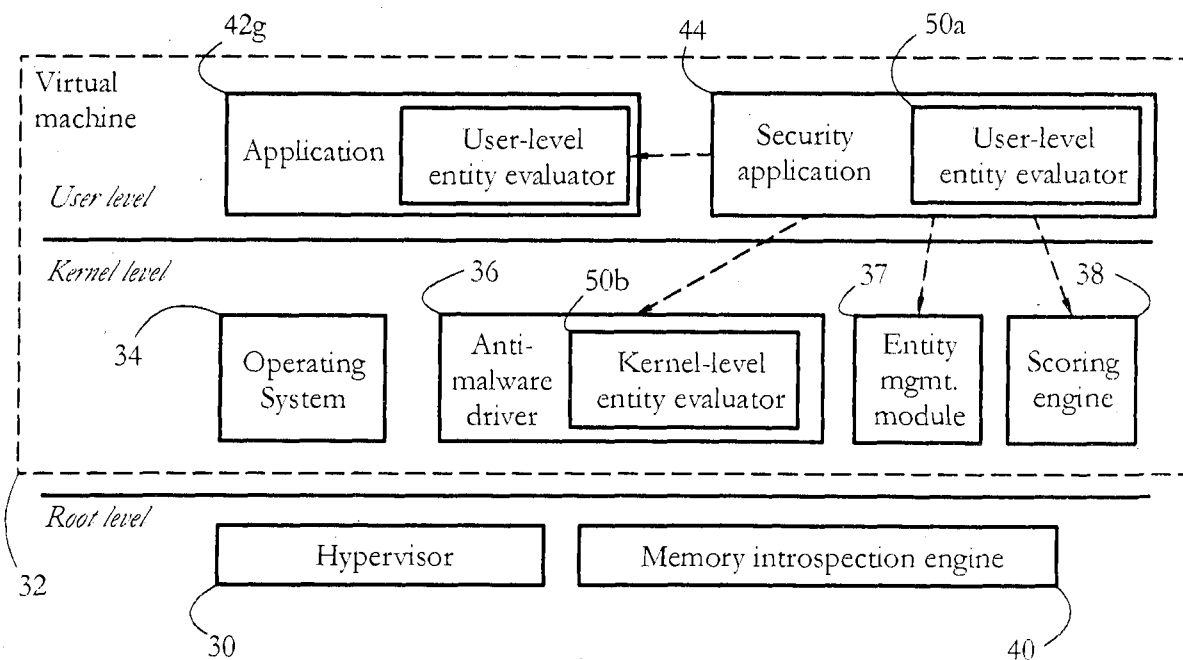 42g
44
50a
Virtual
machine
Application
User-level
entity evaluator
Security
application
User-level
entity evaluator
User level
Kernel level
36
50b
37
38
34
Operating
System
Anti-
malware
driver
Kernel-level
entity evaluator
Entity
mgmt.
module
Scoring
engine
Root level
Hypervisor
Memory introspection engine
32
30
40